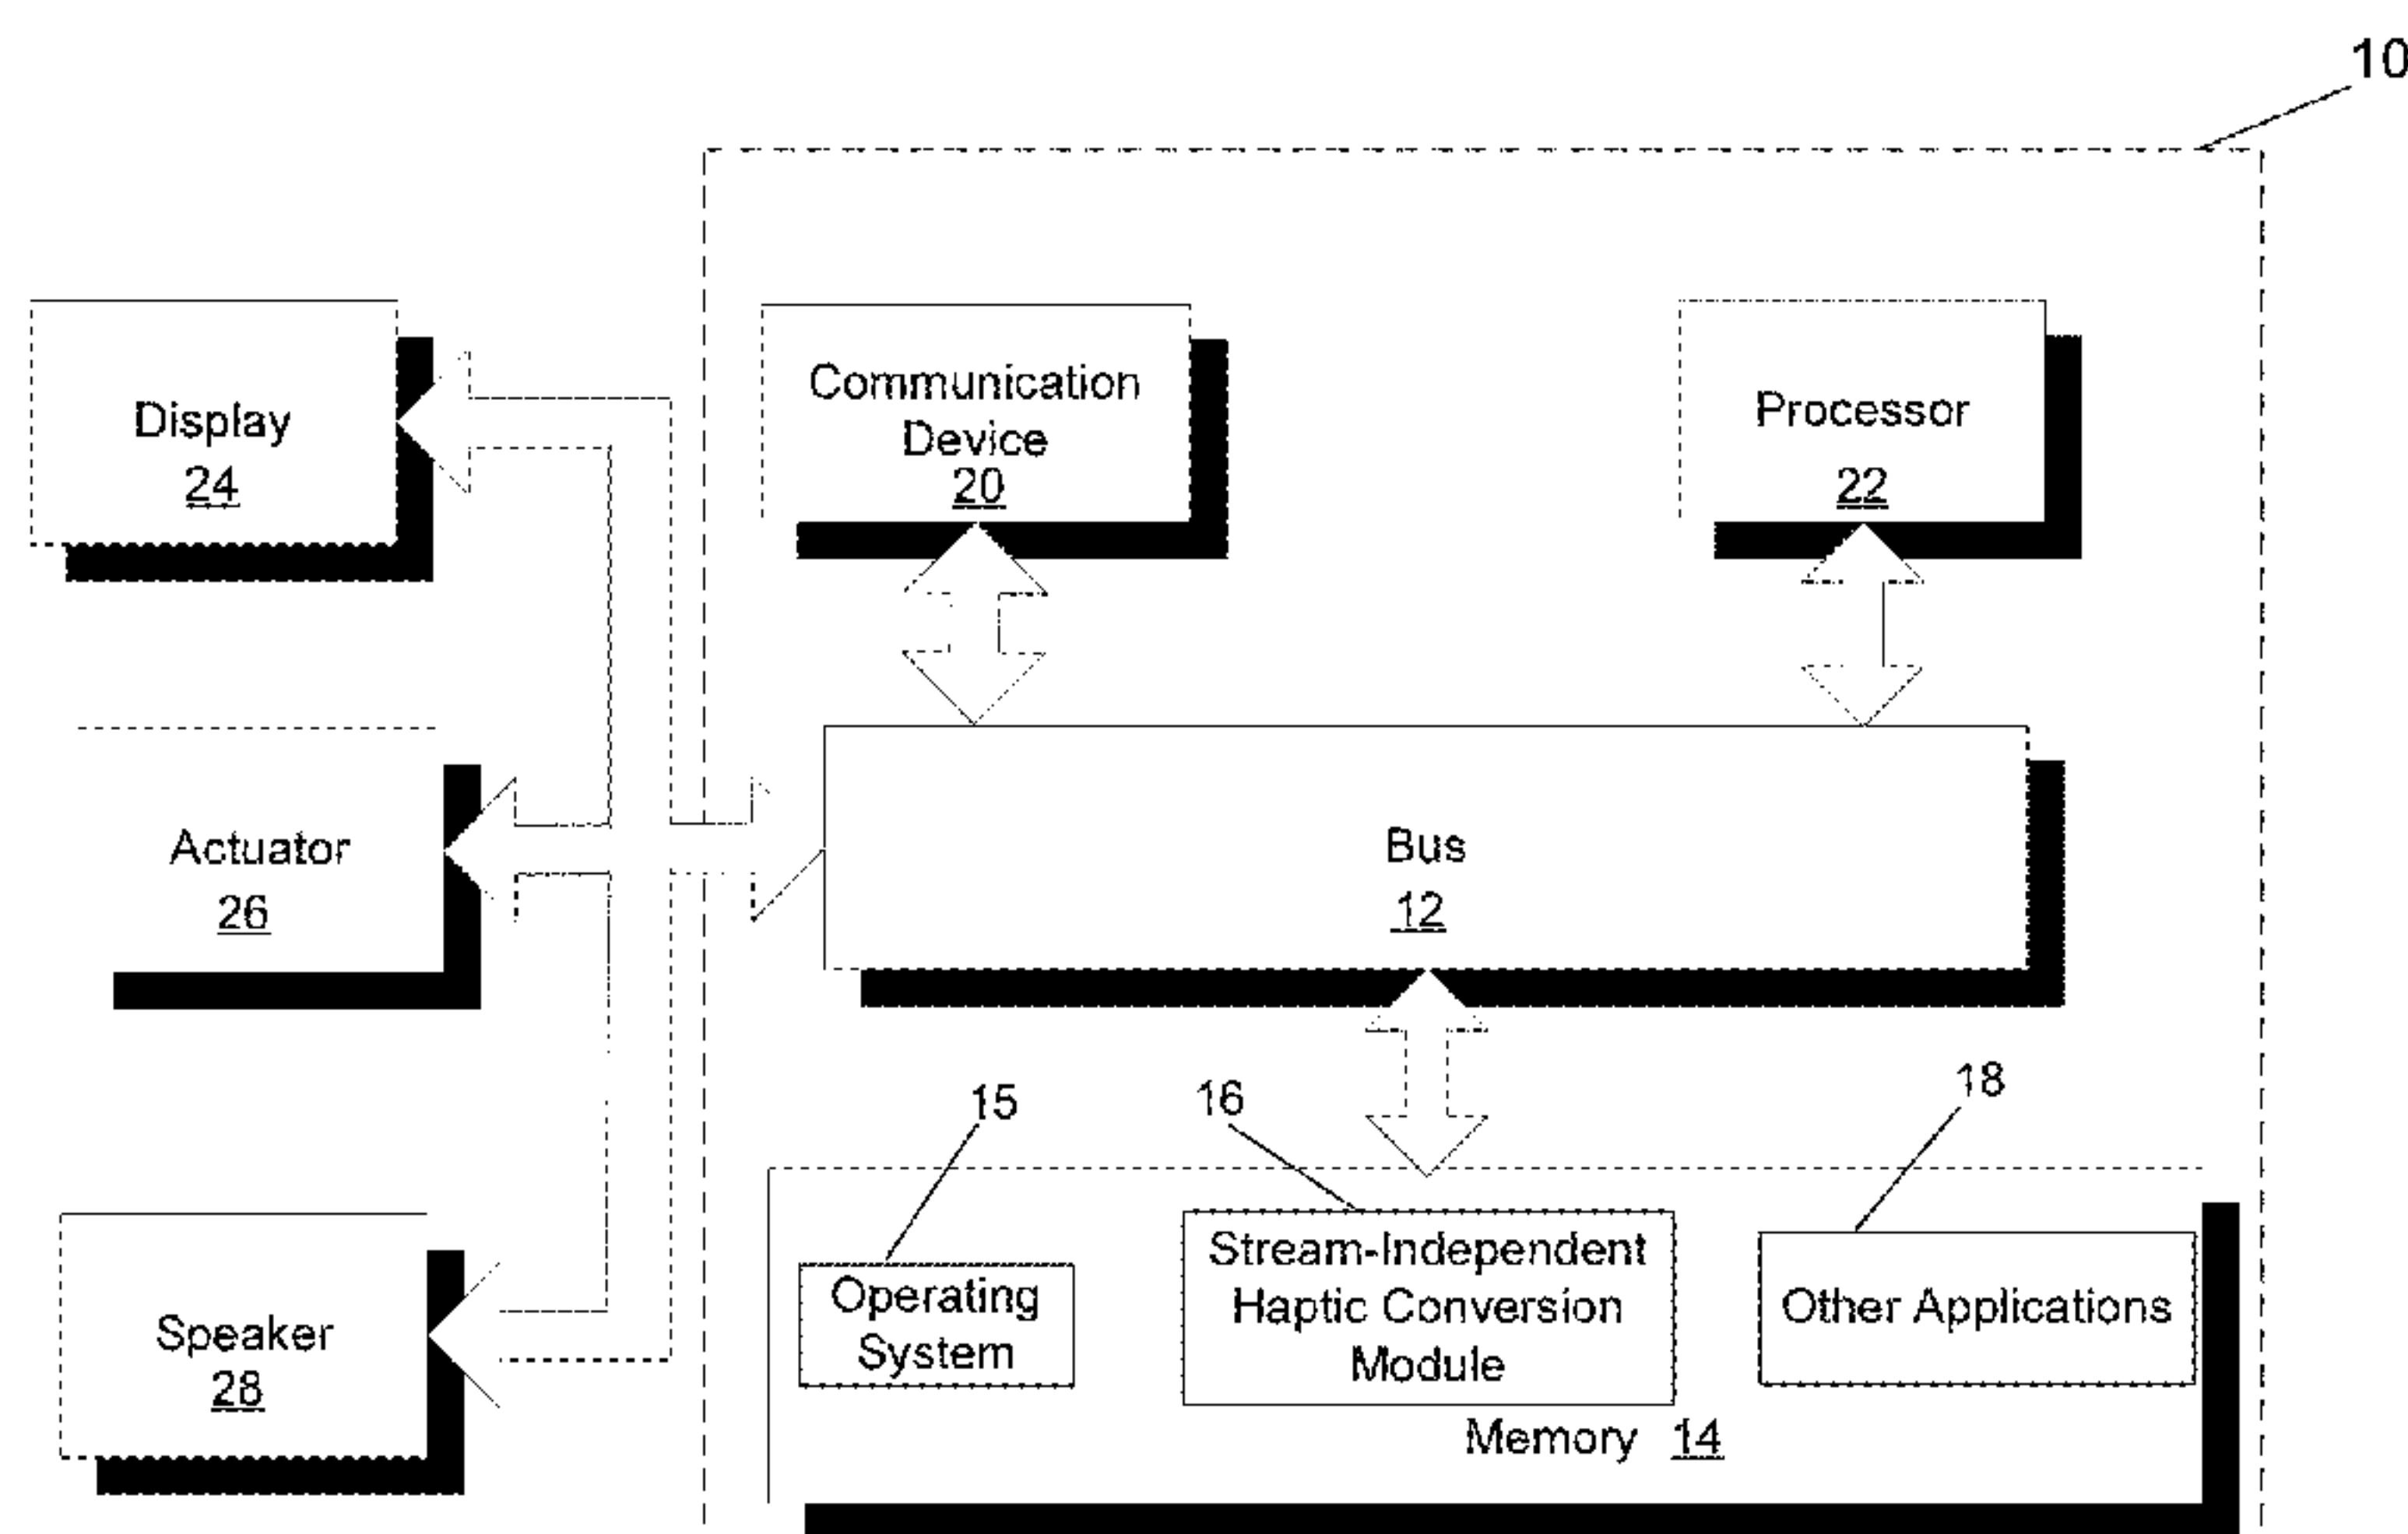 10
Display
24
Communication
Device
20
Processor
22
Actuator
26
Bus
12
15
16
18
Speaker
28
Operating
System
Stream-Independent
Haptic Conversion
Module
Other Applications
Memory 14